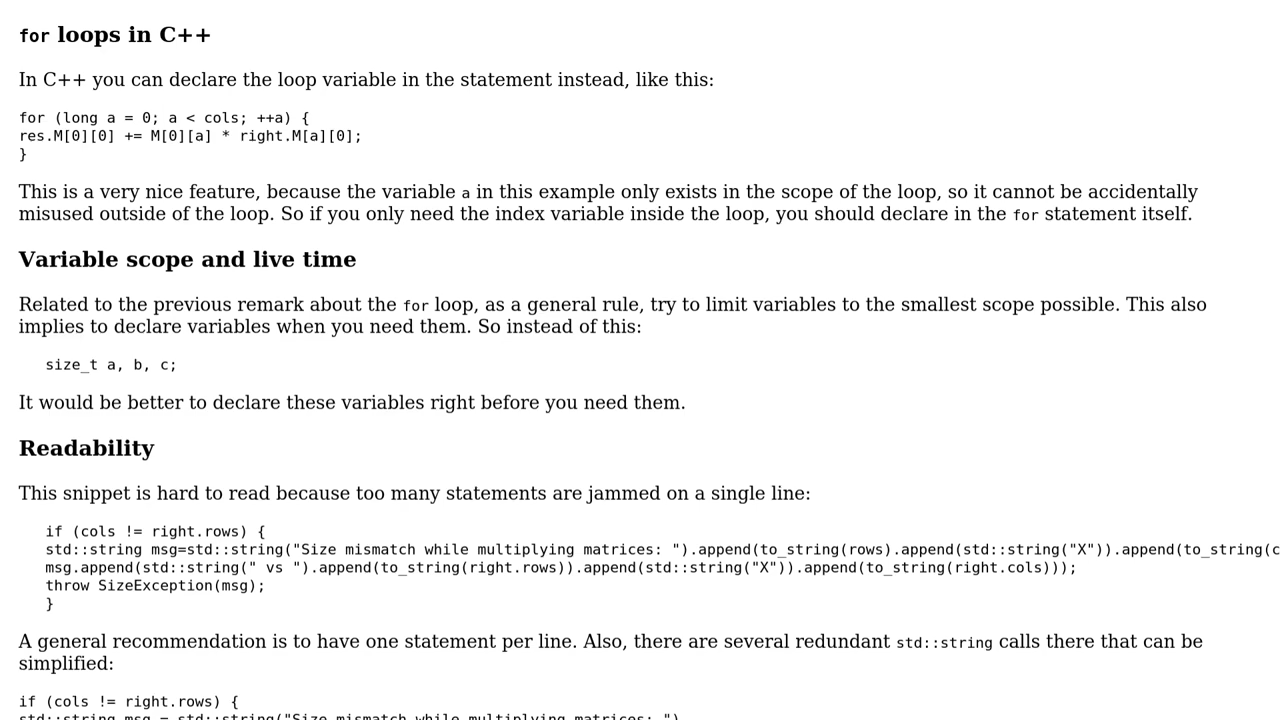 for loops in C++
In C++ you can declare the loop variable in the statement instead, like this:
for (long a = 0; a < cols; ++a) {
res.M[0][0] += M[0][a] * right.M[a][0];
}
This is a very nice feature, because the variable a in this example only exists in the scope of the loop, so it cannot be accidentally
misused outside of the loop. So if you only need the index variable inside the loop, you should declare in the for statement itself.
Variable scope and live time
Related to the previous remark about the for loop, as a general rule, try to limit variables to the smallest scope possible. This also
implies to declare variables when you need them. So instead of this:
size_t a, b, c;
It would be better to declare these variables right before you need them.
Readability
This snippet is hard to read because too many statements are jammed on a single line:
if (cols != right.rows) {
std::string msg=std::string("Size mismatch while multiplying matrices: ").append(to_string(rows).append(std::string("X")).append(to_string(c
msg.append(std::string(" vs ").append(to_string(right.rows)).append(std::string("X")).append(to_string(right.cols)));
throw SizeException(msg);
}
A general recommendation is to have one statement per line. Also, there are several redundant std::string calls there that can be
simplified:
if (cols != right.rows) {
std::string msg = std::string("Size mismatch while multiplying matrices: ")